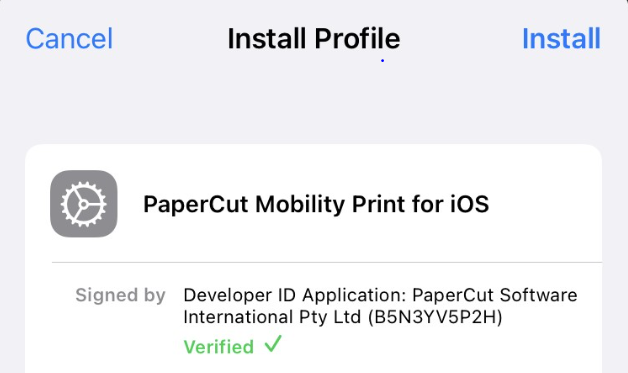 Cancel Install Profile Install
PaperCut Mobility Print for iOS
Signed by Developer ID Application: PaperCut Software
International Pty Ltd (B5N3YV5P2H)
Verified ✓